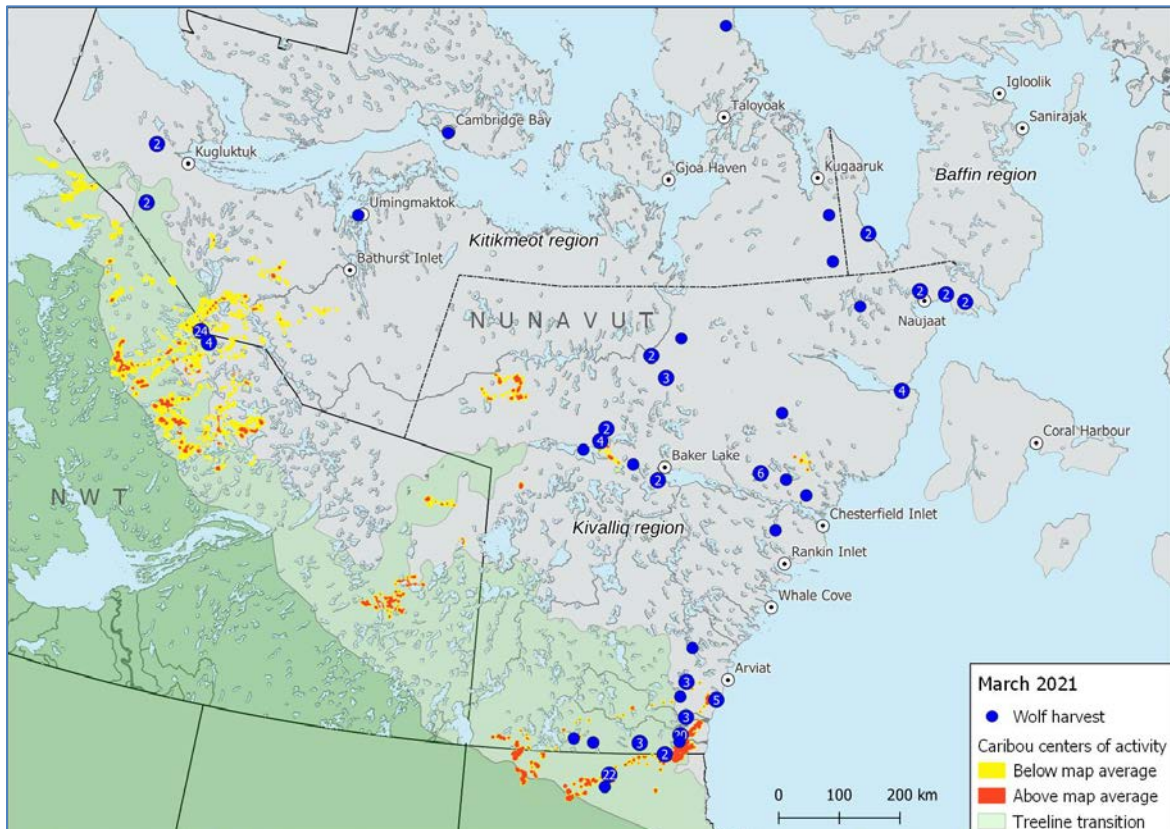 Igloolik
Taloyoak
Sanirajak
Cambridge Bay
2
Kugluktuk
Gjoa Haven
Kugaaruk
Baffin region
2
Umingmaktok
2
Kitikmeot region
Bathurst Inlet
2
2
2
Naujaat
NUNAVUT
24
4
2
3
4
2
4
Coral Harbour
Baker Lake
6
2
NWT
Kivalliq region
Chesterfield Inlet
Rankin Inlet
Whale Cove
Arviat
3
5
3
3
2
22
March 2021
Wolf harvest
Caribou centers of activity
Below map average
Above map average
Treeline transition
0 100 200 km